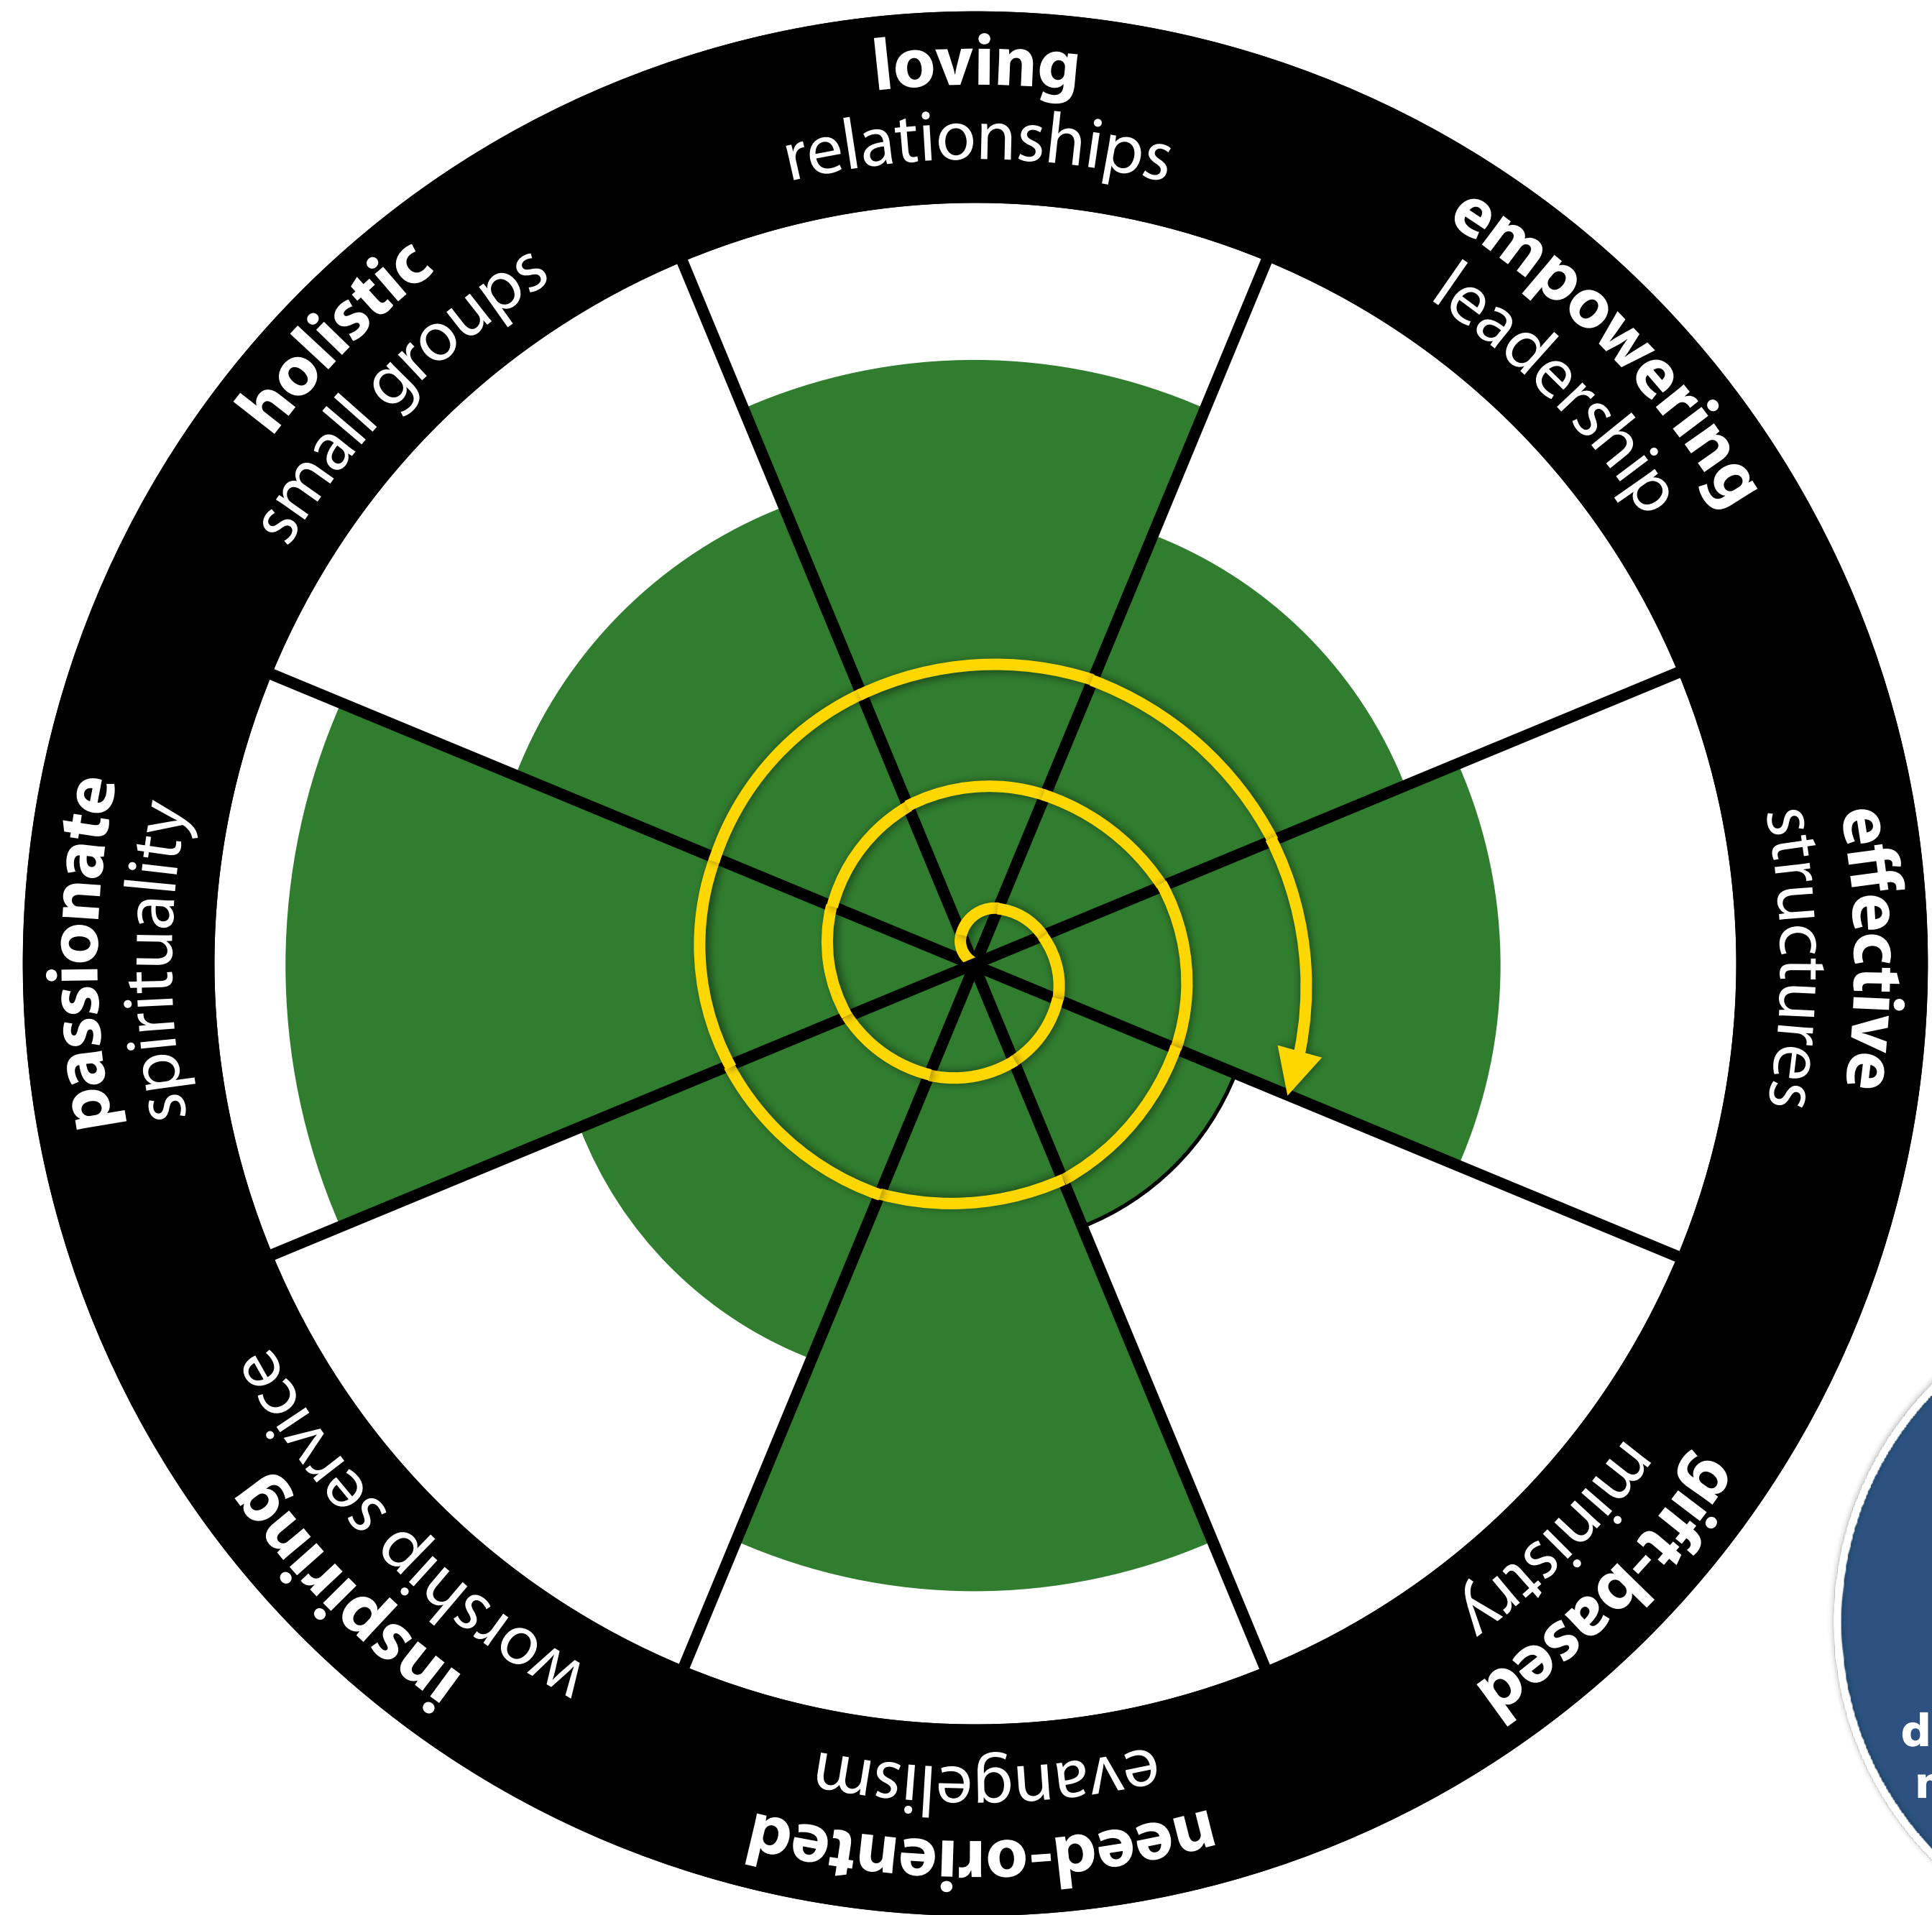 loving
relationships
empowering
leadership
effective
structures
gift-based
ministry
need-oriented
evangelism
inspiring
worship service
passionate
spirituality
holistic
small groups